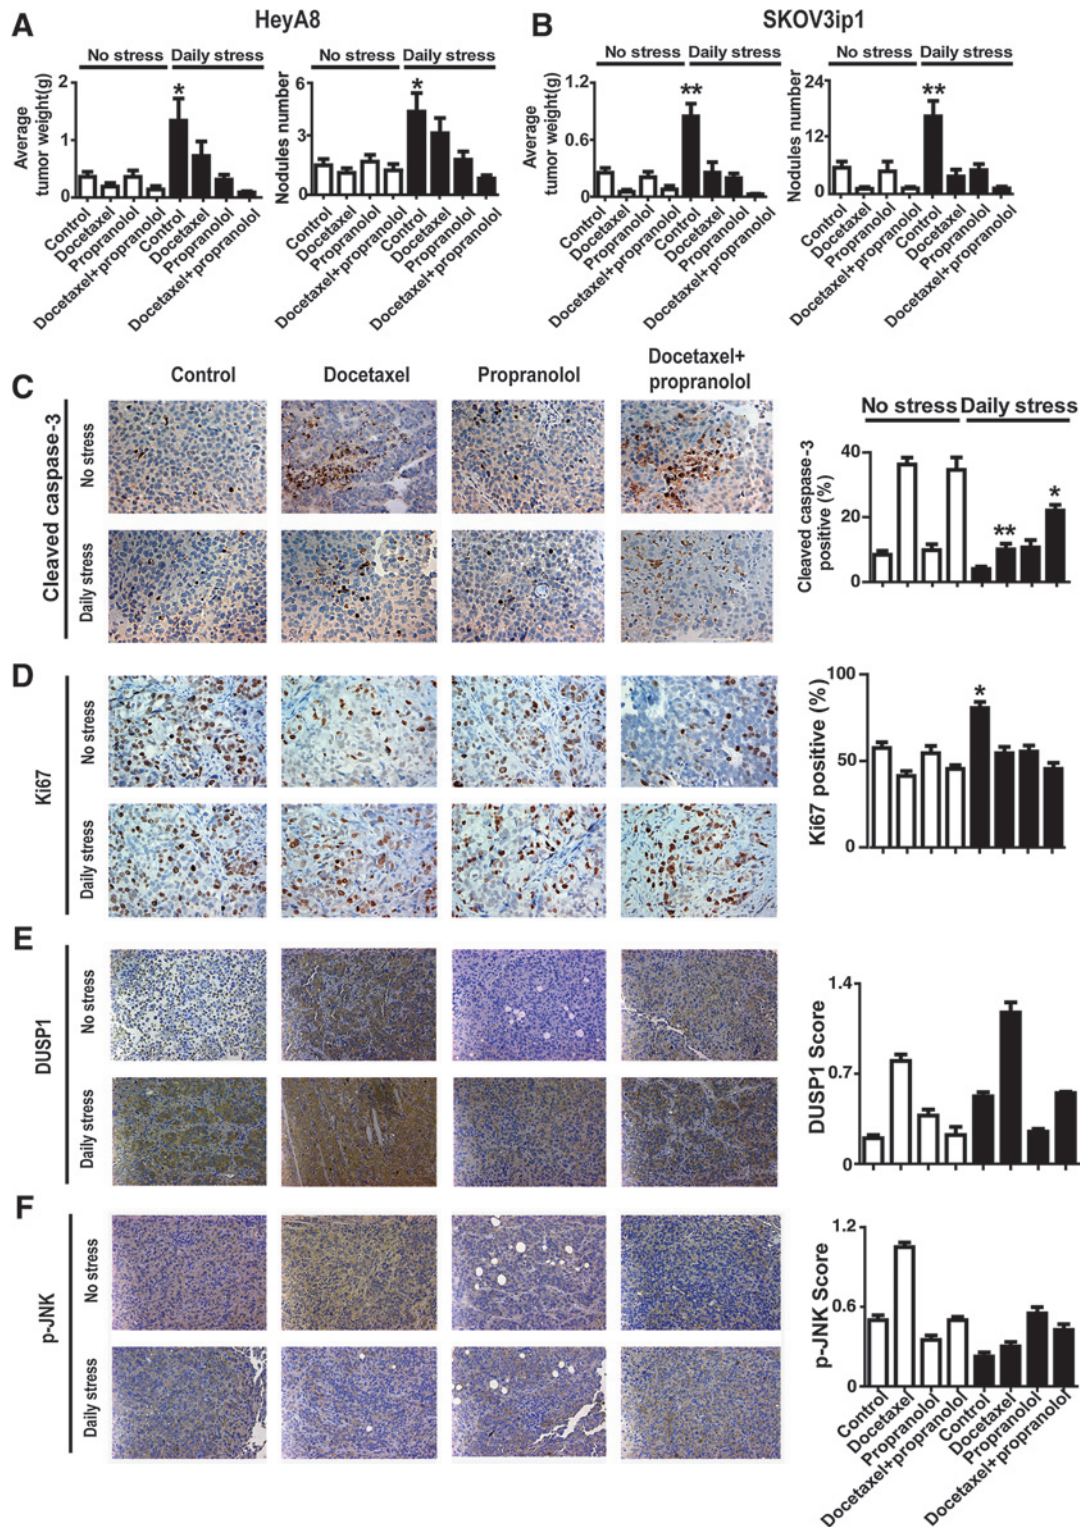 HeyA8
SKOV3ip1
A
No stress Daily stress
Average
tumor weight(g)
2
1
0
*
Control
Docetaxel
Propranolol
Docetaxel+propranolol
Control
Docetaxel
Propranolol
Docetaxel+propranolol
No stress Daily stress
Nodules number
6
3
0
*
Control
Docetaxel
Propranolol
Docetaxel+propranolol
Control
Docetaxel
Propranolol
Docetaxel+propranolol
B
No stress Daily stress
Average
tumor weight(g)
1.2
0.6
0
**
Control
Docetaxel
Propranolol
Docetaxel+propranolol
Control
Docetaxel
Propranolol
Docetaxel+propranolol
No stress Daily stress
Nodules number
24
12
0
**
Control
Docetaxel
Propranolol
Docetaxel+propranolol
Control
Docetaxel
Propranolol
Docetaxel+propranolol
C
Control
Docetaxel
Propranolol
Docetaxel+
propranolol
Cleaved caspase-3
No stress
Daily stress
No stress Daily stress
Cleaved caspase-3
positive (%)
40
20
0
**
*
D
Ki67
No stress
Daily stress
Ki67 positive (%)
100
50
0
*
E
DUSP1
No stress
Daily stress
DUSP1 Score
1.4
0.7
0
F
p-JNK
No stress
Daily stress
p-JNK Score
1.2
0.6
0
Control
Docetaxel
Propranolol
Docetaxel+propranolol
Control
Docetaxel
Propranolol
Docetaxel+propranolol